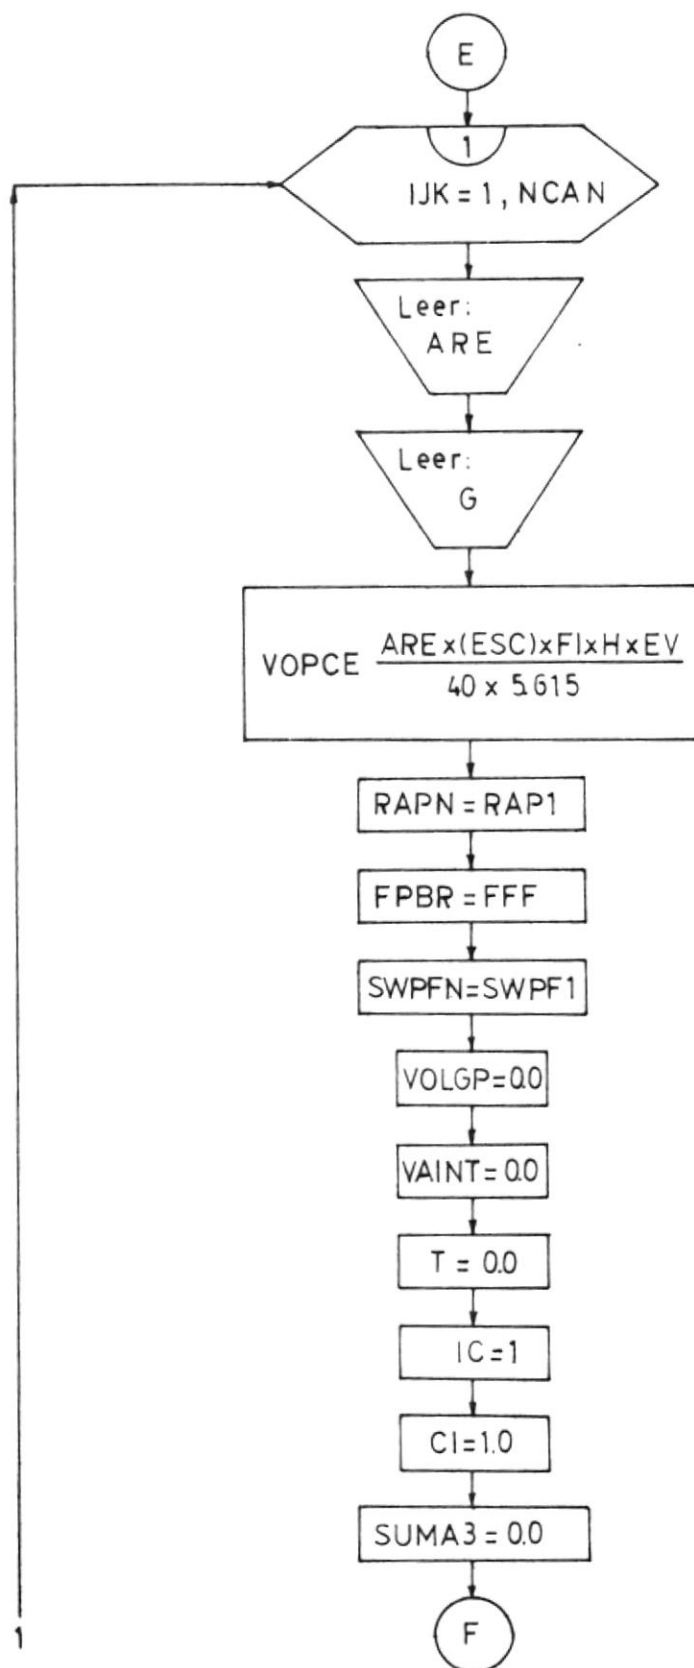 E
1
IJK = 1, NCAN
Leer:
ARE
Leer:
G
VOPCE ARE x (ESC) x FI x H x EV
40 x 5.615
RAPN = RAP1
FPBR = FFF
SWPFN = SWPF1
VOLGP = 0.0
VAINT = 0.0
T = 0.0
IC = 1
CI = 1.0
SUMA3 = 0.0
F
1